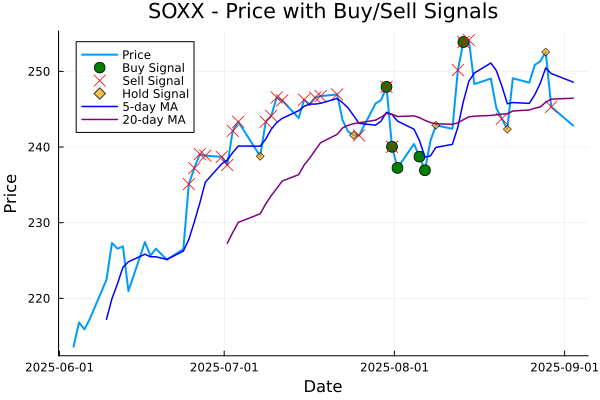 SOXX - Price with Buy/Sell Signals
Price
Buy Signal
Sell Signal
Hold Signal
5-day MA
20-day MA
250
240
230
220
Price
2025-06-01
2025-07-01
2025-08-01
2025-09-01
Date